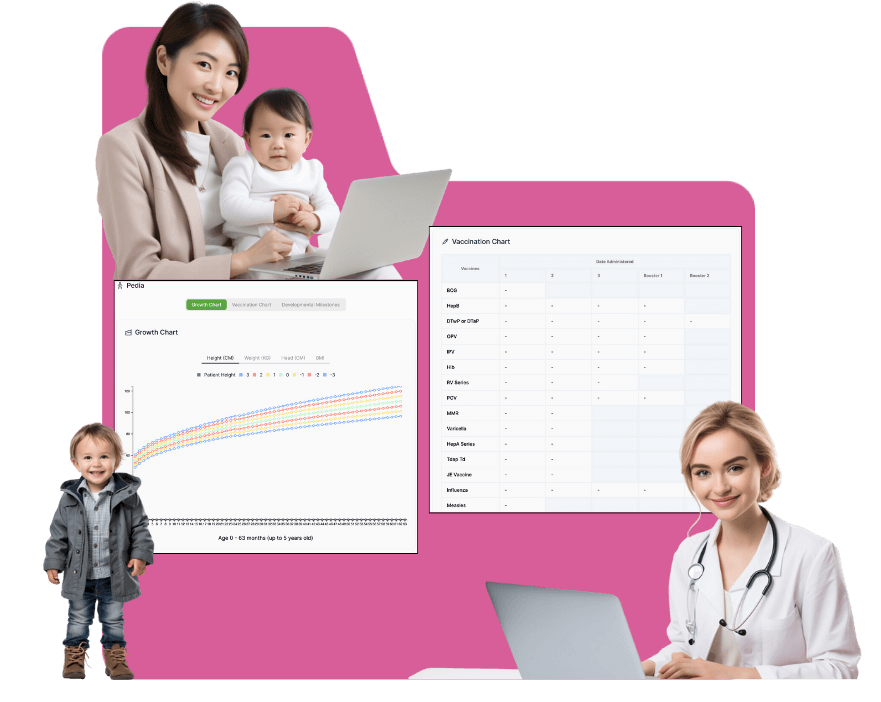 Pedia
Growth Chart Vaccination Chart Developmental Milestones
Growth Chart
Height (CM) Weight (KG) Head (CM) BMI
Patient Height 3 2 1 0 -1 -2 -3
Age 0 - 63 months (up to 5 years old)
Vaccination Chart
Vaccines Date Administered
1 2 3 Booster 1 Booster 2
BCG -
HepB - - - -
DTwP or DTaP - - - - -
OPV - - - -
IPV - - - -
Hib - - - -
RV Series - - -
PCV - - - -
MMR - -
Varicella - -
HepA Series - -
Tdap Td - -
JE Vaccine - -
Influenza - - - -
Measles - -